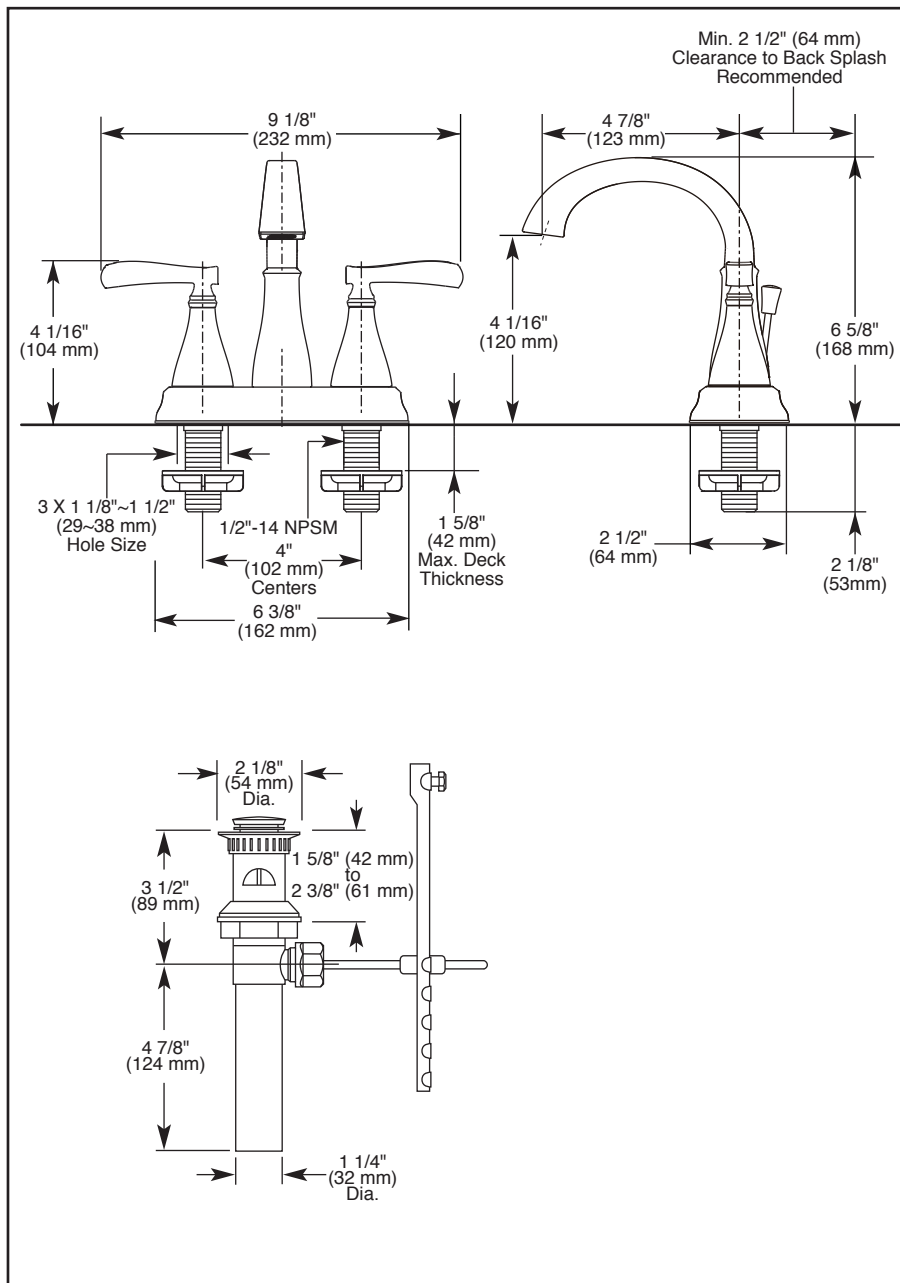 Min. 2 1/2" (64 mm)
Clearance to Back Splash
Recommended
9 1/8"
(232 mm)
4 7/8"
(123 mm)
4 1/16"
(104 mm)
4 1/16"
(120 mm)
6 5/8"
(168 mm)
3 X 1 1/8"~1 1/2"
(29~38 mm)
Hole Size
1/2"-14 NPSM
4"
(102 mm)
Centers
1 5/8"
(42 mm)
Max. Deck
Thickness
2 1/2"
(64 mm)
2 1/8"
(53mm)
6 3/8"
(162 mm)
2 1/8"
(54 mm)
Dia.
1 5/8" (42 mm)
to
2 3/8" (61 mm)
3 1/2"
(89 mm)
4 7/8"
(124 mm)
1 1/4"
(32 mm)
Dia.